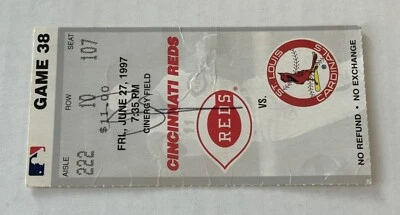 GAME 38
SEAT 107
ROW 10
AISLE 222
$11.00
FRI, JUNE 27, 1997
7:35 PM
CINERGY FIELD
CINCINNATI REDS
REDS
VS.
ST LOUIS CARDINALS
NO REFUND • NO EXCHANGE